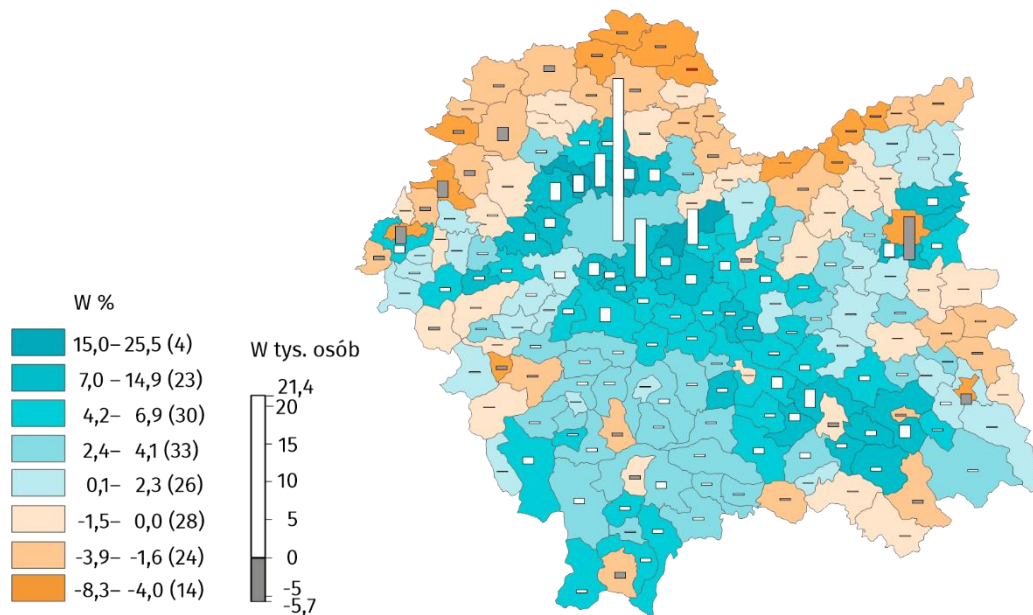 W %
15,0– 25,5 (4)
7,0 – 14,9 (23)
4,2– 6,9 (30)
2,4– 4,1 (33)
0,1– 2,3 (26)
-1,5– 0,0 (28)
-3,9– -1,6 (24)
-8,3– -4,0 (14)
W tys. osób
21,4
20
15
10
5
0
-5
-5,7